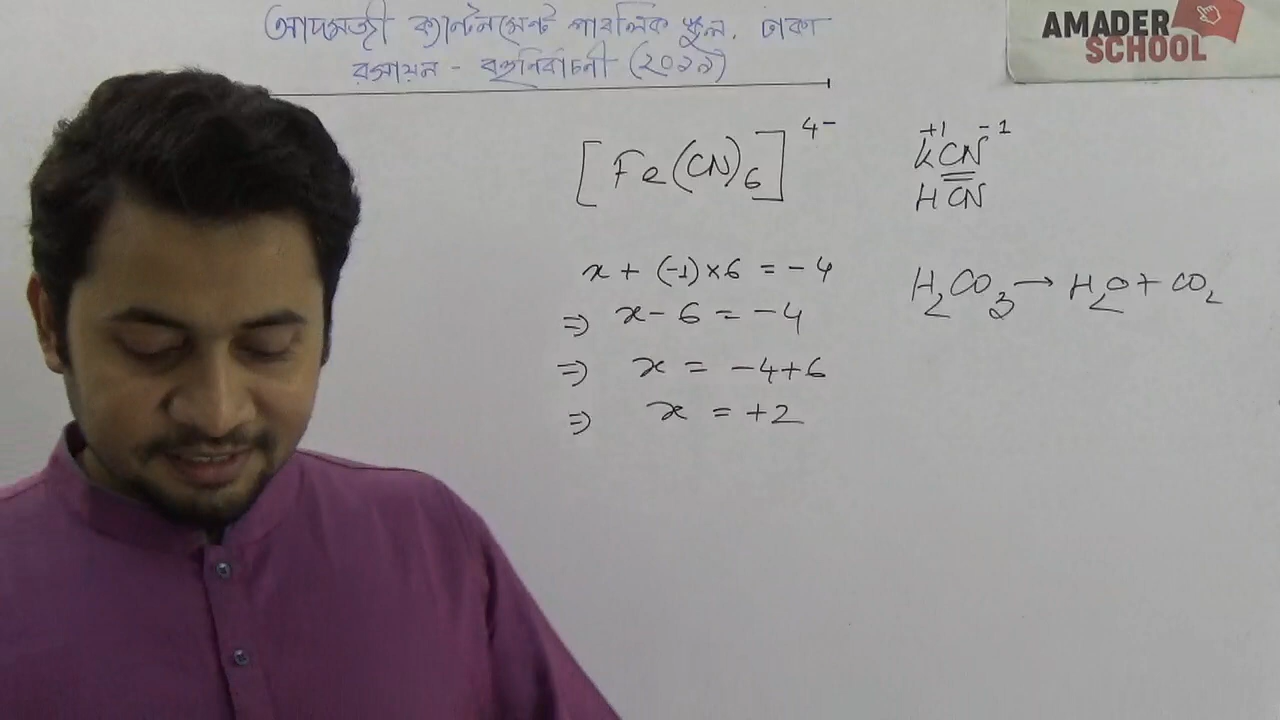 আদমজী ক্যান্টনমেন্ট পাবলিক স্কুল, ঢাকা
রসায়ন - বহুনির্বাচনী (২০১৯)
AMADER
SCHOOL
[Fe(CN)₆]⁴⁻
x + (-1)×6 = -4
⇒ x - 6 = -4
⇒ x = -4+6
⇒ x = +2
+1 -1
KCN
HCN
H₂CO₃ → H₂O + CO₂